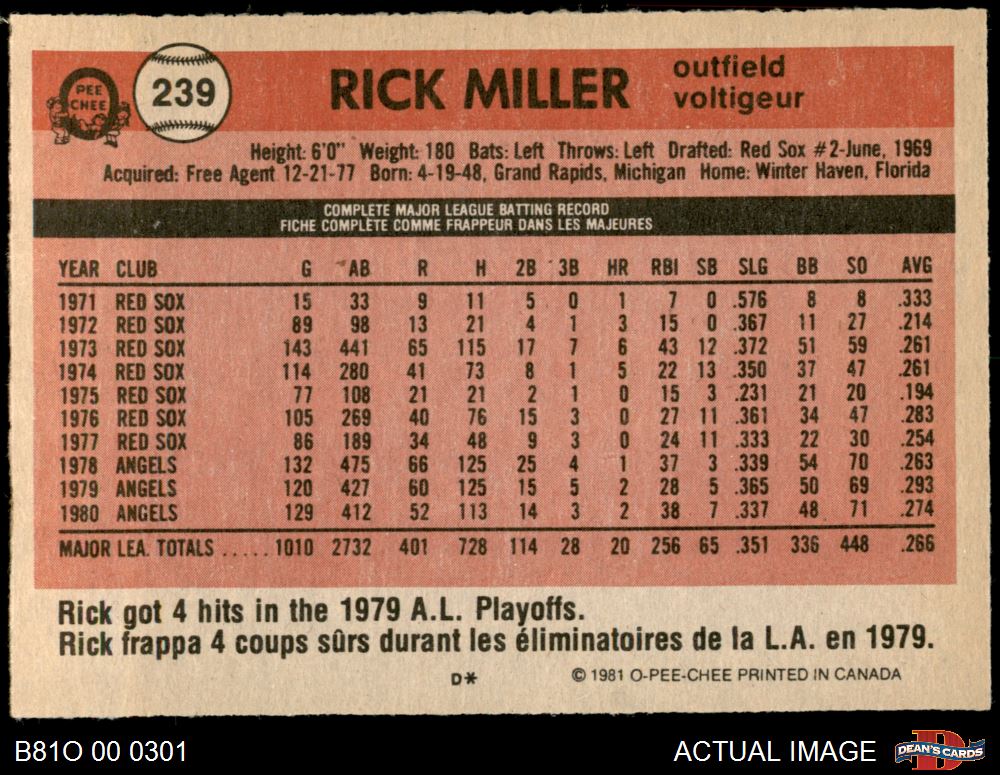 PEE CHEE 239 RICK MILLER outfield
voltigeur
Height: 6'0" Weight: 180 Bats: Left Throws: Left Drafted: Red Sox #2-June, 1969
Acquired: Free Agent 12-21-77 Born: 4-19-48, Grand Rapids, Michigan Home: Winter Haven, Florida
COMPLETE MAJOR LEAGUE BATTING RECORD
FICHE COMPLÈTE COMME FRAPPEUR DANS LES MAJEURES
YEAR CLUB G AB R H 2B 3B HR RBI SB SLG BB SO AVG
1971 RED SOX 15 33 9 11 5 0 1 7 0 .576 8 8 .333
1972 RED SOX 89 98 13 21 4 1 3 15 0 .367 11 27 .214
1973 RED SOX 143 441 65 115 17 7 6 43 12 .372 51 59 .261
1974 RED SOX 114 280 41 73 8 1 5 22 13 .350 37 47 .261
1975 RED SOX 77 108 21 21 2 1 0 15 3 .231 21 20 .194
1976 RED SOX 105 269 40 76 15 3 0 27 11 .361 34 47 .283
1977 RED SOX 86 189 34 48 9 3 0 24 11 .333 22 30 .254
1978 ANGELS 132 475 66 125 25 4 1 37 3 .339 54 70 .263
1979 ANGELS 120 427 60 125 15 5 2 28 5 .365 50 69 .293
1980 ANGELS 129 412 52 113 14 3 2 38 7 .337 48 71 .274
MAJOR LEA. TOTALS ..... 1010 2732 401 728 114 28 20 256 65 .351 336 448 .266
Rick got 4 hits in the 1979 A.L. Playoffs.
Rick frappa 4 coups sûrs durant les éliminatoires de la L.A. en 1979.
D* © 1981 O-PEE-CHEE PRINTED IN CANADA
B81O 00 0301 ACTUAL IMAGE DEAN'S CARDS